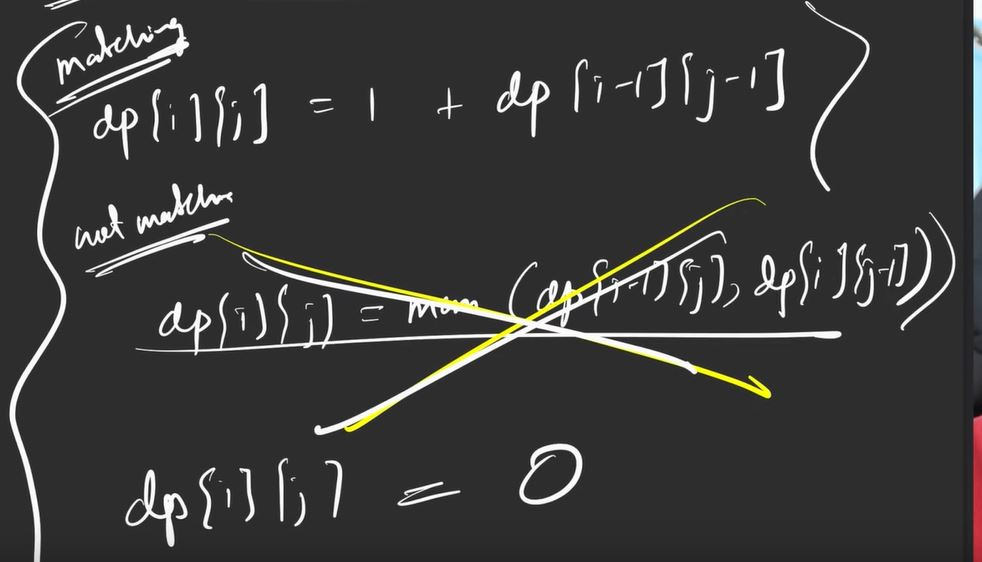 matching
dp[i][j] = 1 + dp[i-1][j-1]
not matching
dp[i][j] = max (dp[i-1][j], dp[i][j-1])
dp[i][j] = 0